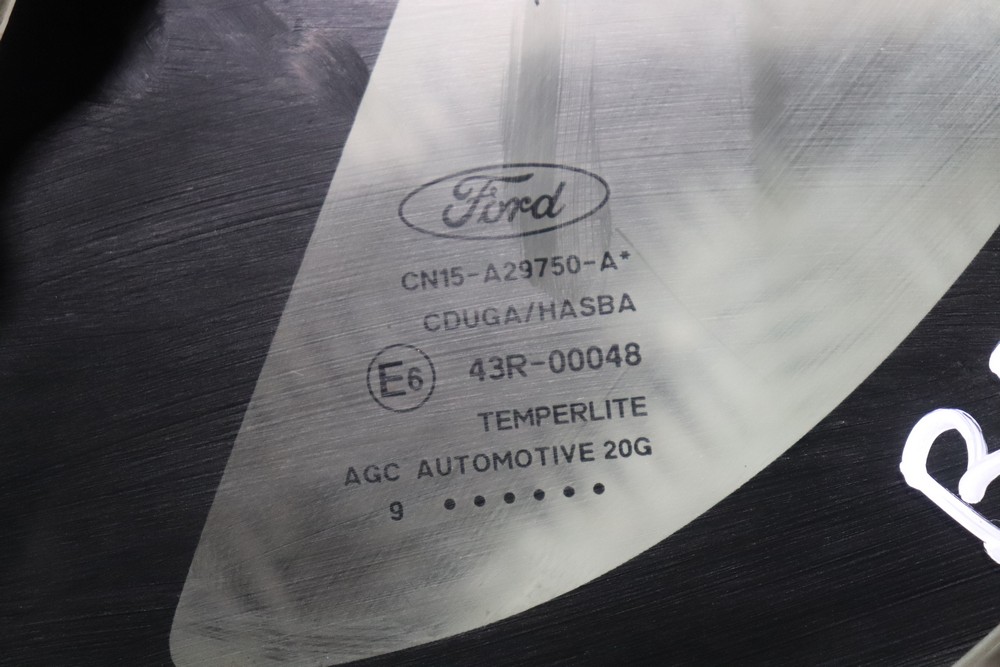 Ford
CN15-A29750-A*
CDUGA/HASBA
E6 43R-00048
TEMPERLITE
AGC AUTOMOTIVE 20G
9 ••••••